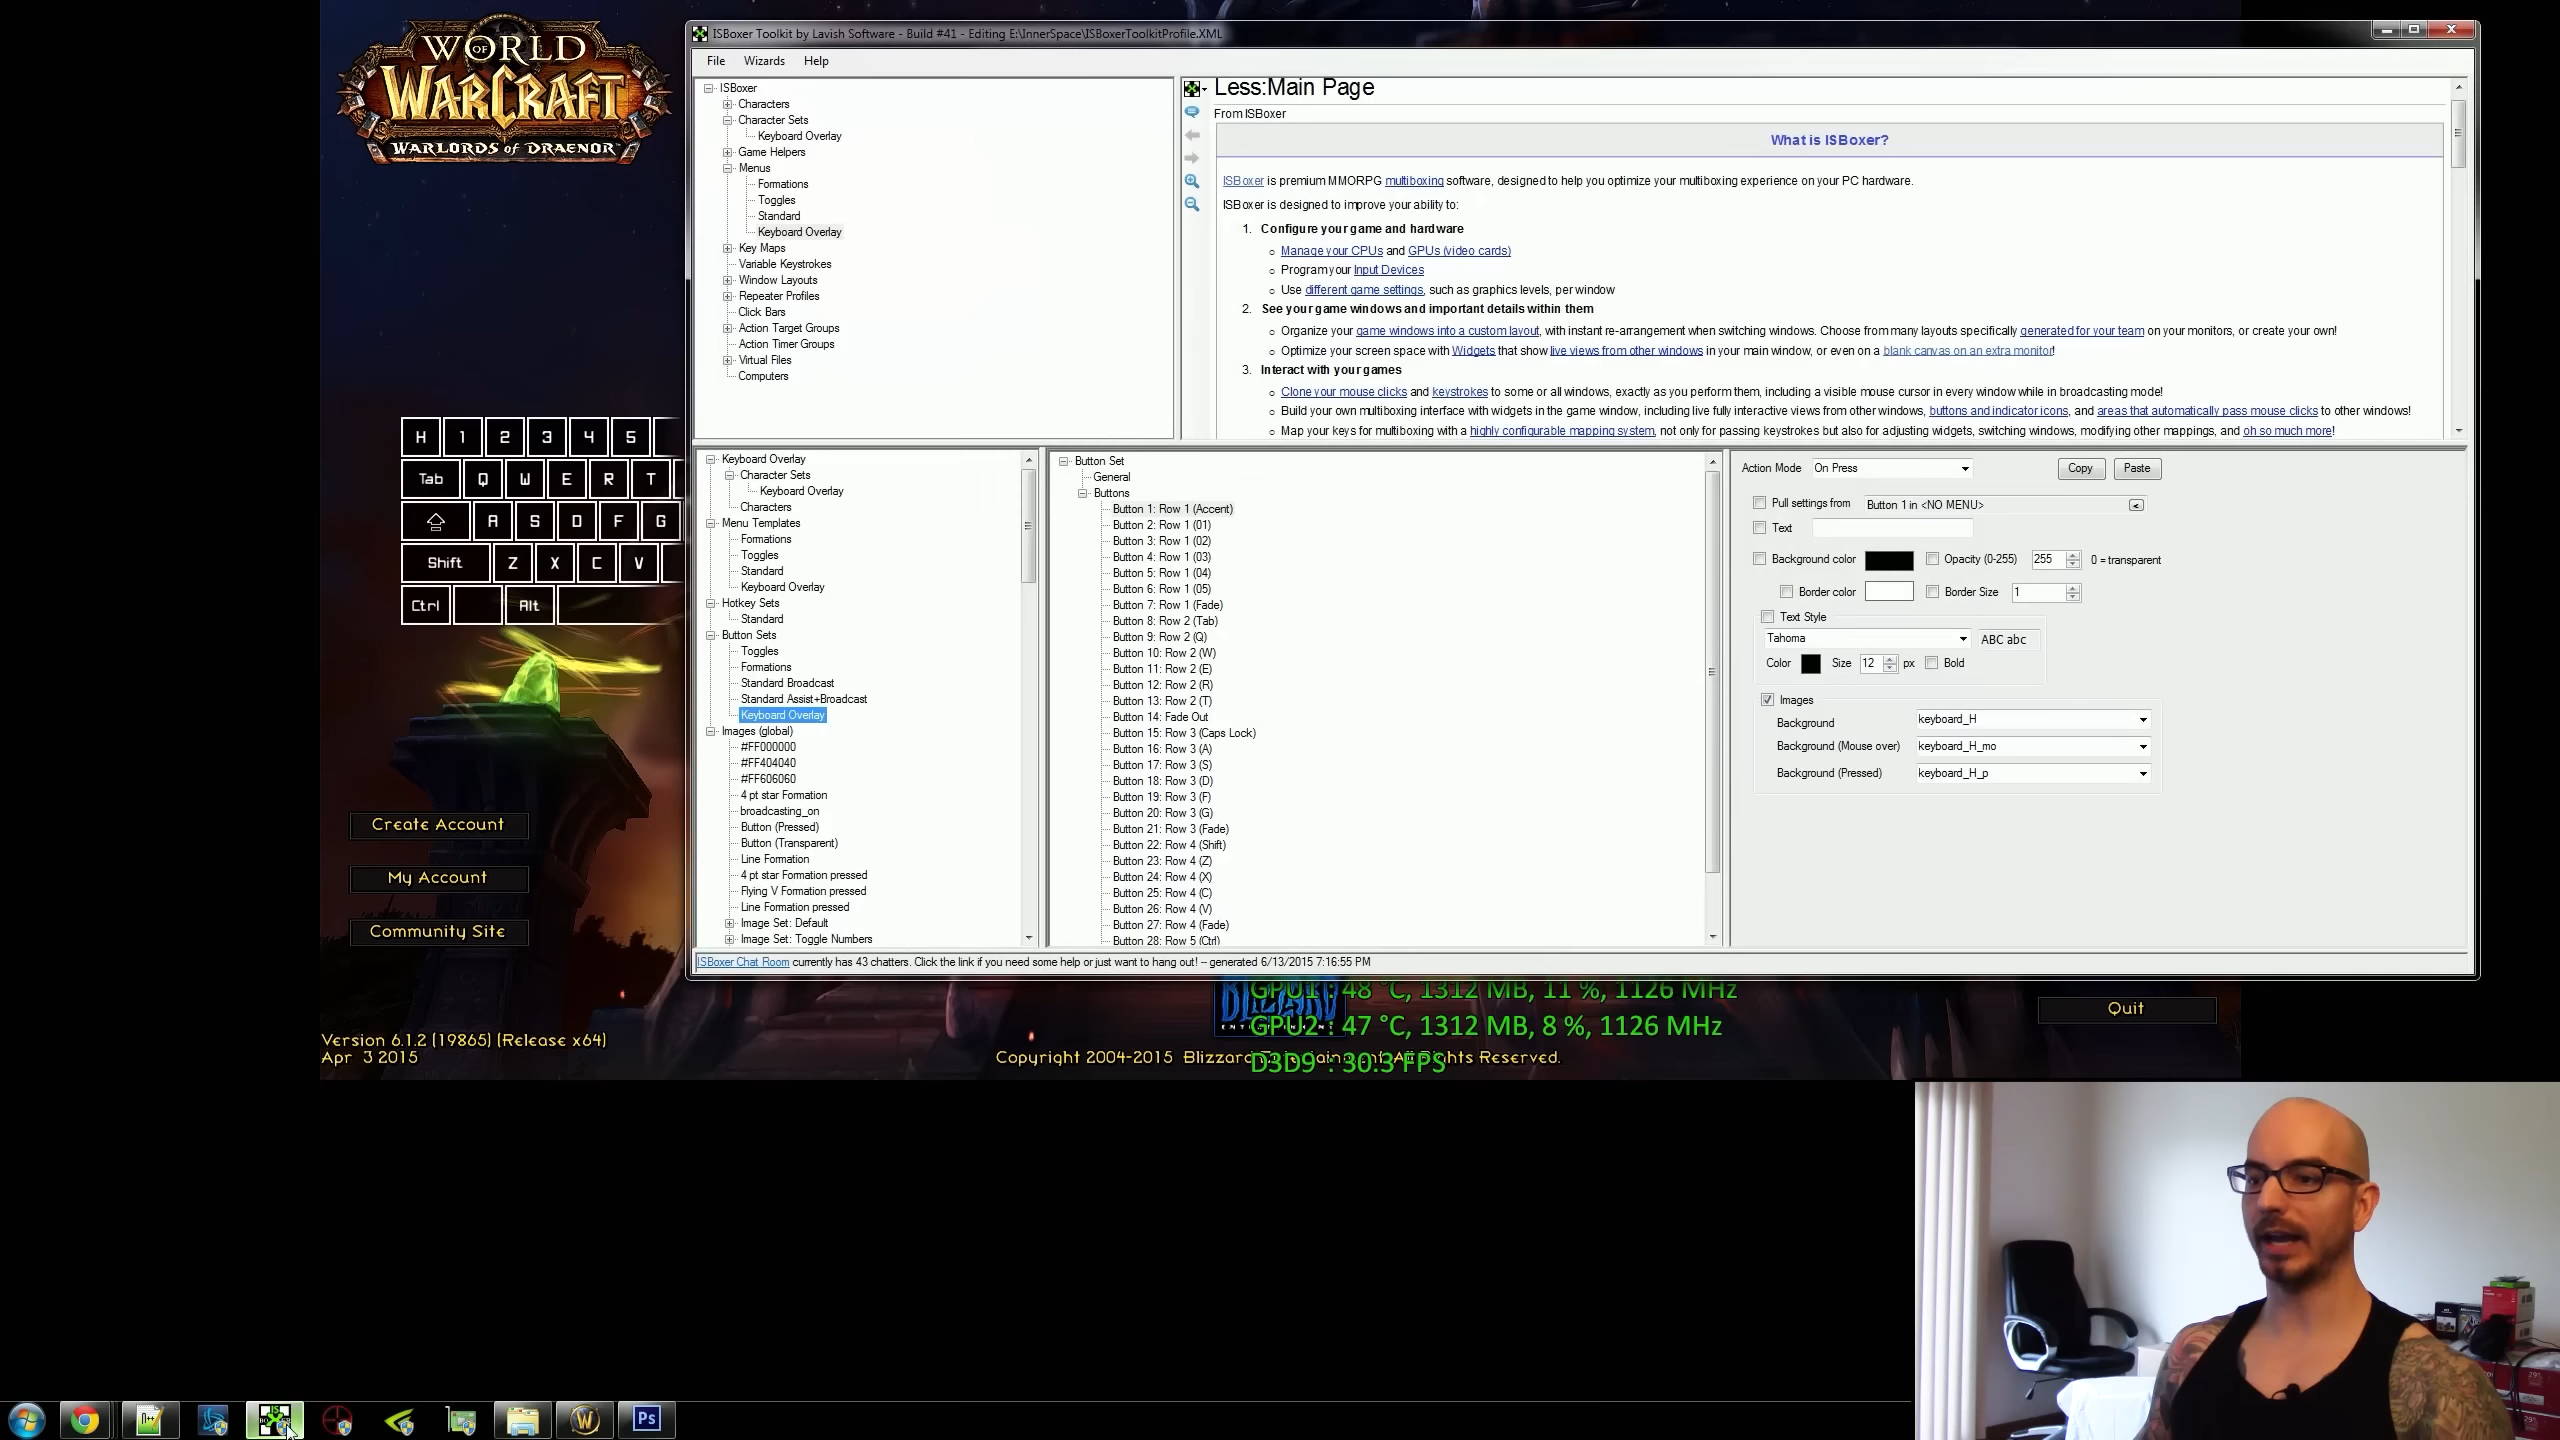 WORLD OF WARCRAFT
WARLORDS OF DRAENOR
ISBoxer Toolkit by Lavish Software - Build #41 - Editing E:\InnerSpace\ISBoxerToolkitProfile.XML
File Wizards Help
ISBoxer
Characters
Character Sets
Keyboard Overlay
Game Helpers
Menus
Formations
Toggles
Standard
Keyboard Overlay
Key Maps
Variable Keystrokes
Window Layouts
Repeater Profiles
Click Bars
Action Target Groups
Action Timer Groups
Virtual Files
Computers
Less:Main Page
From ISBoxer
What is ISBoxer?
ISBoxer is premium MMORPG multiboxing software, designed to help you optimize your multiboxing experience on your PC hardware.
ISBoxer is designed to improve your ability to:
1. Configure your game and hardware
Manage your CPUs and GPUs (video cards)
Program your Input Devices
Use different game settings, such as graphics levels, per window
2. See your game windows and important details within them
Organize your game windows into a custom layout, with instant re-arrangement when switching windows. Choose from many layouts specifically generated for your team on your monitors, or create your own!
Optimize your screen space with Widgets that show live views from other windows in your main window, or even on a blank canvas on an extra monitor!
3. Interact with your games
Clone your mouse clicks and keystrokes to some or all windows, exactly as you perform them, including a visible mouse cursor in every window while in broadcasting mode!
Build your own multiboxing interface with widgets in the game window, including live fully interactive views from other windows, buttons and indicator icons, and areas that automatically pass mouse clicks to other windows!
Map your keys for multiboxing with a highly configurable mapping system, not only for passing keystrokes but also for adjusting widgets, switching windows, modifying other mappings, and oh so much more!
H 1 2 3 4 5
Tab Q W E R T
A S D F G
Shift Z X C V
Ctrl Alt
Keyboard Overlay
Character Sets
Keyboard Overlay
Characters
Menu Templates
Formations
Toggles
Standard
Keyboard Overlay
Hotkey Sets
Standard
Button Sets
Toggles
Formations
Standard Broadcast
Standard Assist+Broadcast
Keyboard Overlay
Images (global)
#FF000000
#FF404040
#FF606060
4 pt star Formation
broadcasting_on
Button (Pressed)
Button (Transparent)
Line Formation
4 pt star Formation pressed
Flying V Formation pressed
Line Formation pressed
Image Set: Default
Image Set: Toggle Numbers
Button Set
General
Buttons
Button 1: Row 1 (Accent)
Button 2: Row 1 (01)
Button 3: Row 1 (02)
Button 4: Row 1 (03)
Button 5: Row 1 (04)
Button 6: Row 1 (05)
Button 7: Row 1 (Fade)
Button 8: Row 2 (Tab)
Button 9: Row 2 (Q)
Button 10: Row 2 (W)
Button 11: Row 2 (E)
Button 12: Row 2 (R)
Button 13: Row 2 (T)
Button 14: Fade Out
Button 15: Row 3 (Caps Lock)
Button 16: Row 3 (A)
Button 17: Row 3 (S)
Button 18: Row 3 (D)
Button 19: Row 3 (F)
Button 20: Row 3 (G)
Button 21: Row 3 (Fade)
Button 22: Row 4 (Shift)
Button 23: Row 4 (Z)
Button 24: Row 4 (X)
Button 25: Row 4 (C)
Button 26: Row 4 (V)
Button 27: Row 4 (Fade)
Button 28: Row 5 (Ctrl)
Action Mode On Press Copy Paste
Pull settings from Button 1 in <NO MENU> <
Text
Background color Opacity (0-255) 255 0 = transparent
Border color Border Size 1
Text Style
Tahoma ABC abc
Color Size 12 px Bold
Images
Background keyboard_H
Background (Mouse over) keyboard_H_mo
Background (Pressed) keyboard_H_p
ISBoxer Chat Room currently has 43 chatters. Click the link if you need some help or just want to hang out! -- generated 6/13/2015 7:16:55 PM
Create Account
My Account
Community Site
Version 6.1.2 (19865) (Release x64)
Apr 3 2015
BLIZZARD
ENTERTAINMENT
GPU1 : 48 °C, 1312 MB, 11 %, 1126 MHz
GPU2 : 47 °C, 1312 MB, 8 %, 1126 MHz
Copyright 2004-2015 Blizzard Entertainment. All Rights Reserved.
D3D9 : 30.3 FPS
Quit
Ps